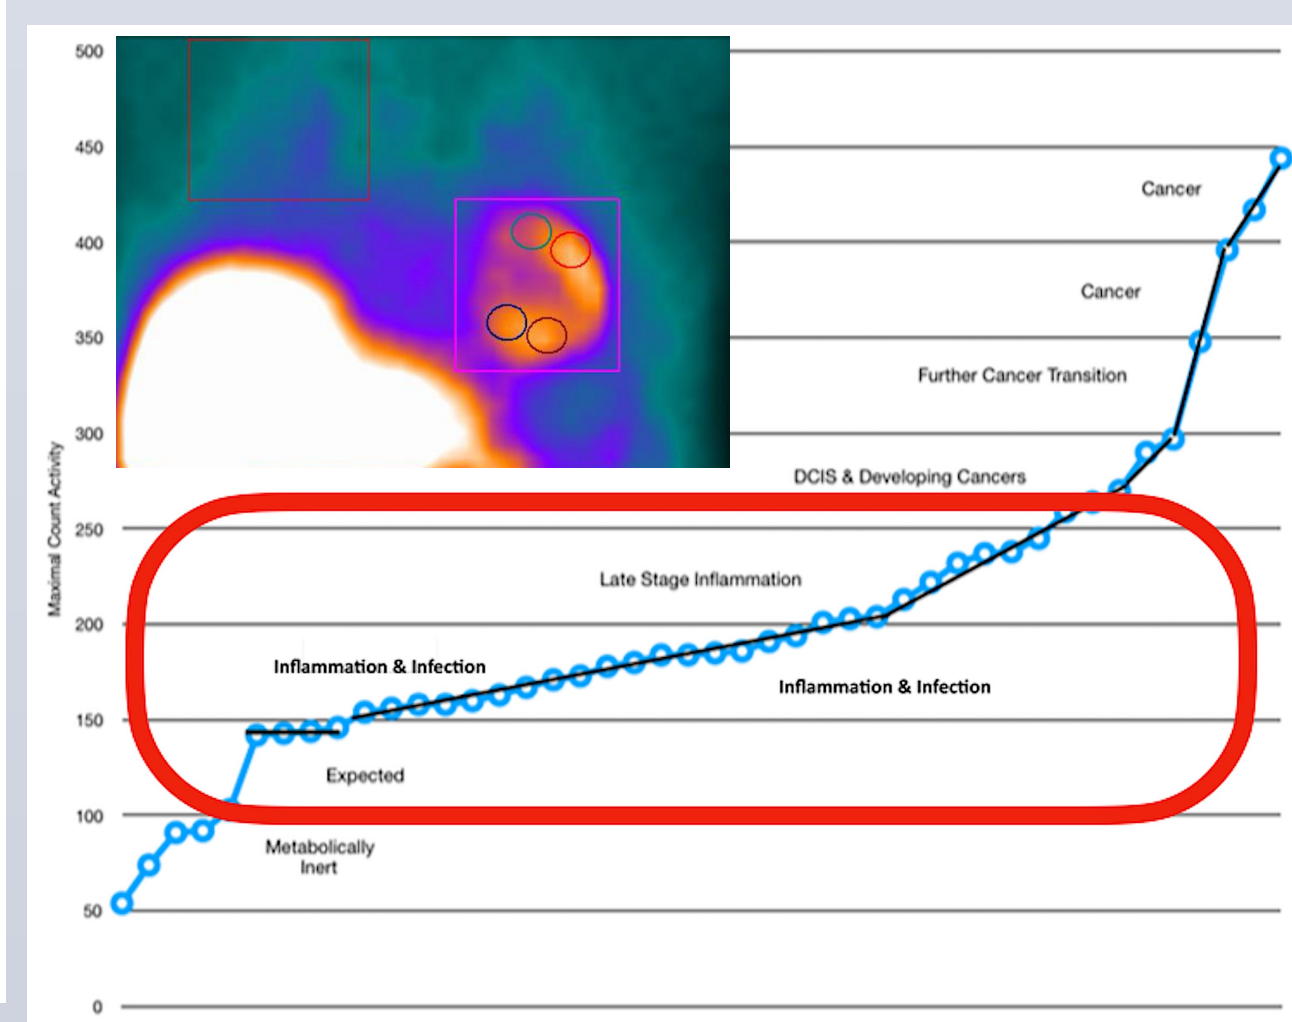 500
450
400
350
300
250
200
150
100
50
0
Maximal Count Activity
Cancer
Cancer
Further Cancer Transition
DCIS & Developing Cancers
Late Stage Inflammation
Inflammation & Infection
Inflammation & Infection
Expected
Metabolically
Inert